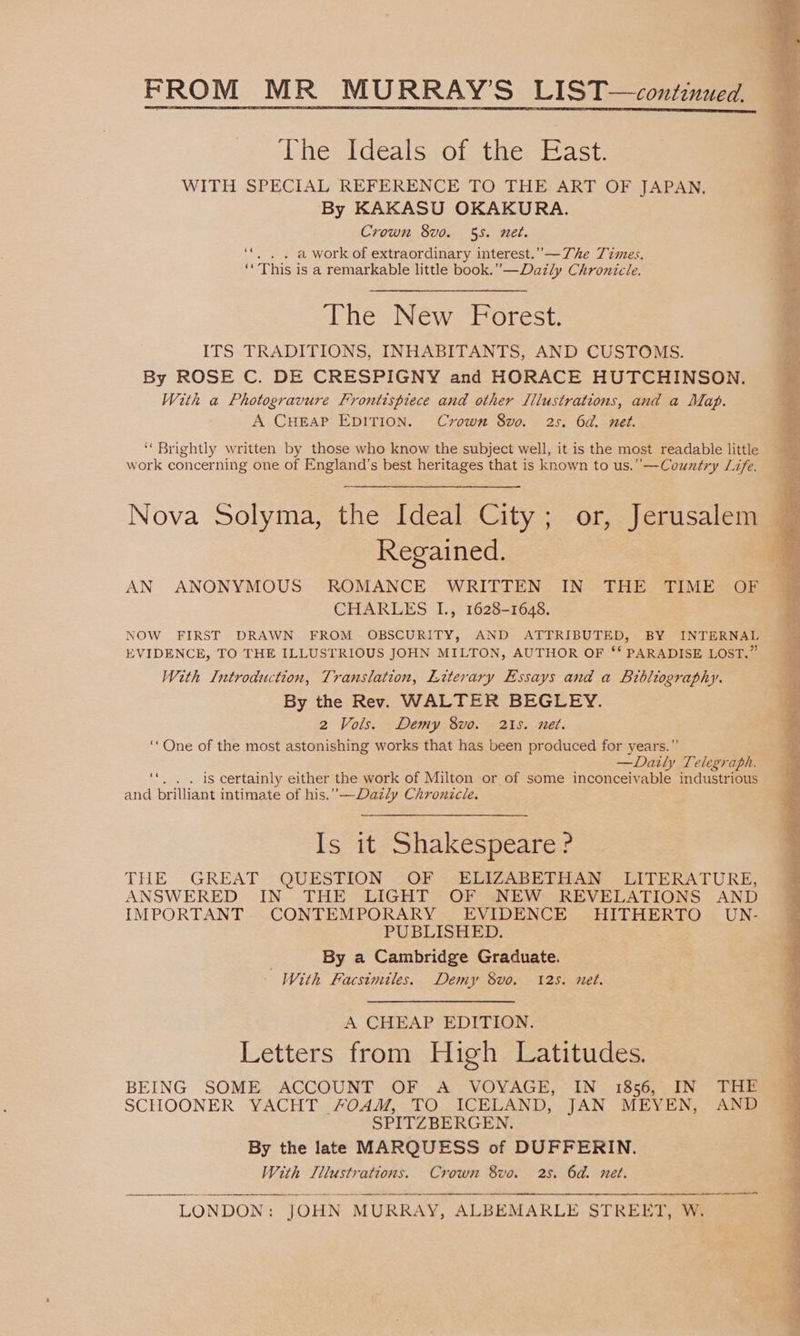 FROM MR MURRAY'S LIST—continued.
The Ideals of the East.
WITH SPECIAL REFERENCE TO THE ART OF JAPAN.
By KAKASU OKAKURA.
Crown 8vo. 5s. net.
“. . . a work of extraordinary interest.”—The Times.
“This is a remarkable little book.”—Daily Chronicle.
The New Forest.
ITS TRADITIONS, INHABITANTS, AND CUSTOMS.
By ROSE C. DE CRESPIGNY and HORACE HUTCHINSON.
With a Photogravure Frontispiece and other Illustrations, and a Map.
A CHEAP EDITION. Crown 8vo. 2s. 6d. net.
“Brightly written by those who know the subject well, it is the most readable little
work concerning one of England's best heritages that is known to us.”—Country Life.
Nova Solyma, the Ideal City; or, Jerusalem
Regained.
AN ANONYMOUS ROMANCE WRITTEN IN THE TIME OF
CHARLES I., 1628-1648.
NOW FIRST DRAWN FROM OBSCURITY, AND ATTRIBUTED, BY INTERNAL
EVIDENCE, TO THE ILLUSTRIOUS JOHN MILTON, AUTHOR OF “PARADISE LOST.”
With Introduction, Translation, Literary Essays and a Bibliography.
By the Rev. WALTER BEGLEY.
2 Vols. Demy 8vo. 21s. net.
“One of the most astonishing works that has been produced for years.”
—Daily Telegraph.
“. . . is certainly either the work of Milton or of some inconceivable industrious
and brilliant intimate of his.”—Daily Chronicle.
Is it Shakespeare?
THE GREAT QUESTION OF ELIZABETHAN LITERATURE,
ANSWERED IN THE LIGHT OF NEW REVELATIONS AND
IMPORTANT CONTEMPORARY EVIDENCE HITHERTO UN-
PUBLISHED.
By a Cambridge Graduate.
With Facsimiles. Demy 8vo. 12s. net.
A CHEAP EDITION.
Letters from High Latitudes.
BEING SOME ACCOUNT OF A VOYAGE, IN 1856, IN THE
SCHOONER YACHT FOAM, TO ICELAND, JAN MEYEN, AND
SPITZBERGEN.
By the late MARQUESS of DUFFERIN.
With Illustrations. Crown 8vo. 2s. 6d. net.
LONDON: JOHN MURRAY, ALBEMARLE STREET, W.